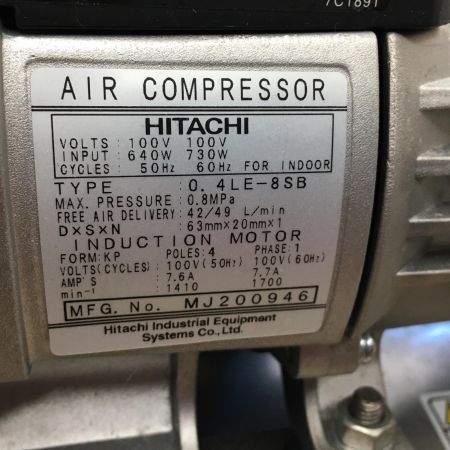 7C1891
AIR COMPRESSOR
HITACHI
VOLTS : 100V 100V
INPUT : 640W 730W
CYCLES : 50Hz 60Hz FOR INDOOR
TYPE : 0.4LE-8SB
MAX. PRESSURE : 0.8MPa
FREE AIR DELIVERY : 42/49 L/min
D×S×N : 63mm×20mm×1
INDUCTION MOTOR
FORM:KP POLES:4 PHASE:1
VOLTS(CYCLES) : 100V(50Hz) 100V(60Hz)
AMP'S : 7.6A 7.7A
min⁻¹ : 1410 1700
MFG. No. MJ200946
Hitachi Industrial Equipment
Systems Co., Ltd.